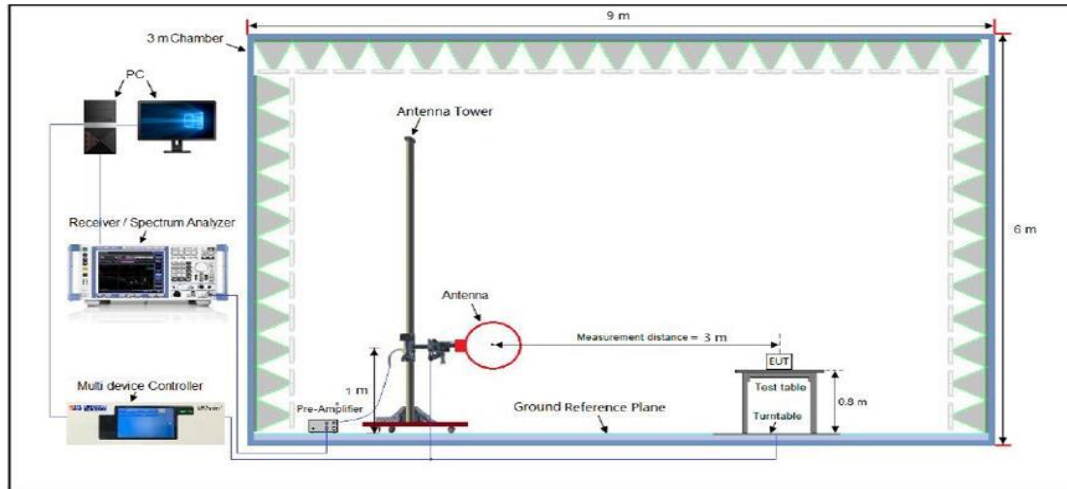 9 m
3 m Chamber
PC
Antenna Tower
Receiver / Spectrum Analyzer
6 m
Antenna
Measurement distance = 3 m
EUT
1 m
Test table
0.8 m
Multi device Controller
Pre-Amplifier
Ground Reference Plane
Turntable